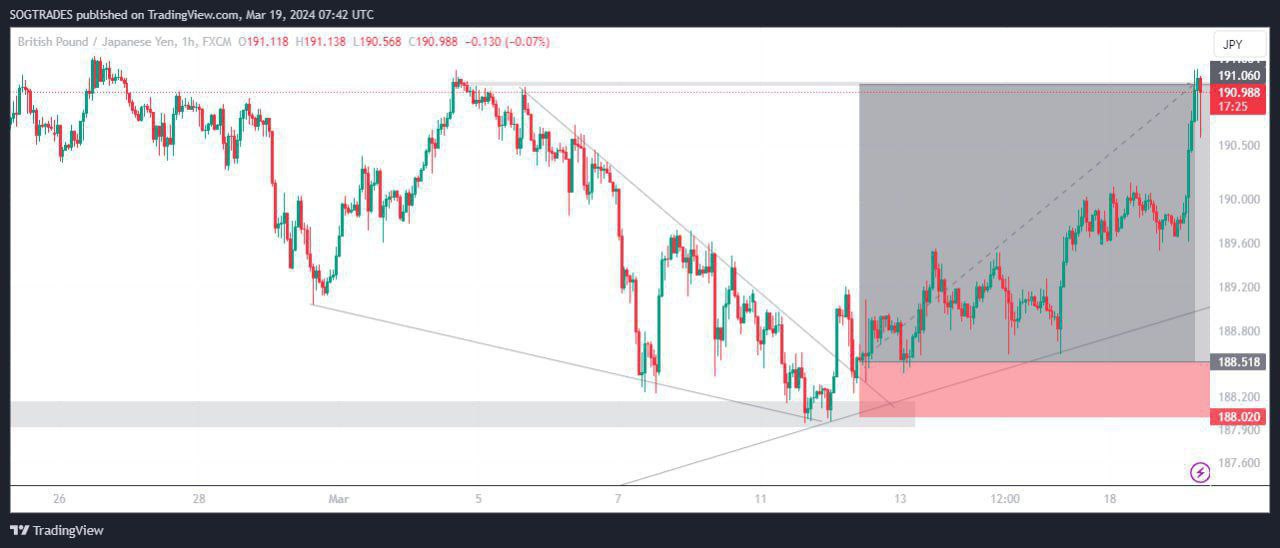 SOGTRADES published on TradingView.com, Mar 19, 2024 07:42 UTC
British Pound / Japanese Yen, 1h, FXCM O191.118 H191.138 L190.568 C190.988 −0.130 (−0.07%)
JPY
191.060
190.988
17:25
190.500
190.000
189.600
189.200
188.800
188.518
188.200
188.020
187.900
187.600
26 28 Mar 5 7 11 13 12:00 18
TradingView